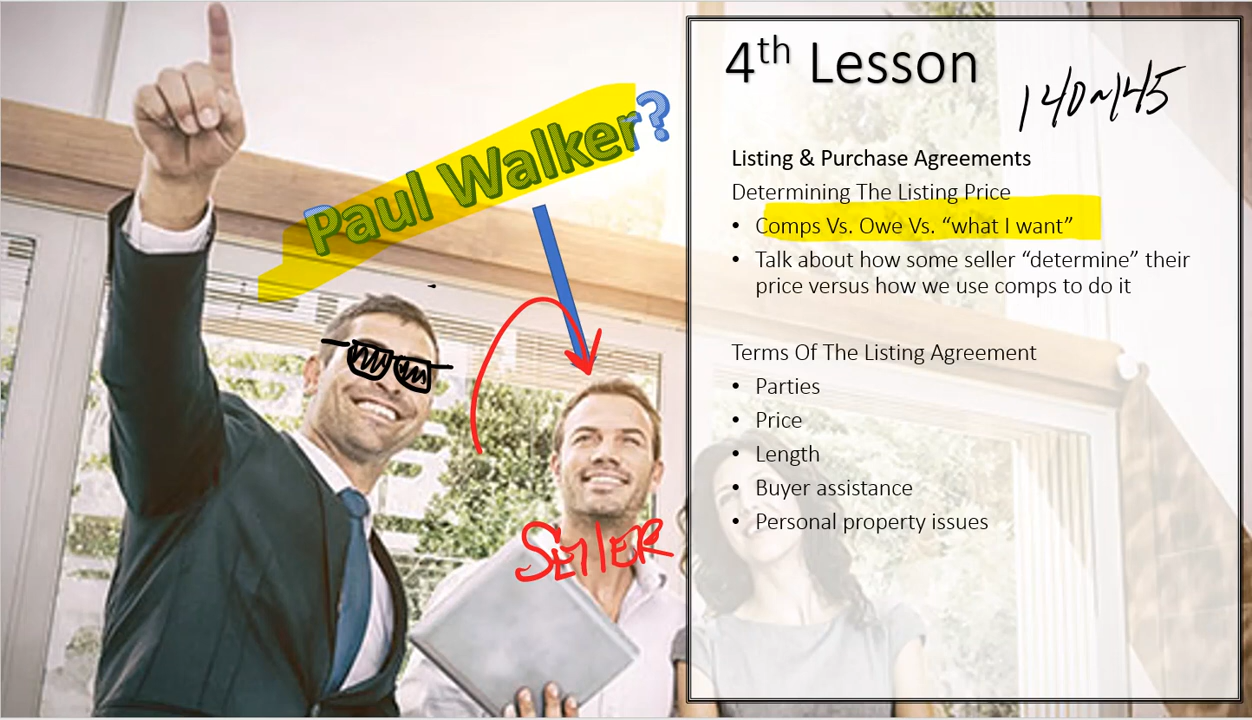 Paul Walker?
SEllER
4th Lesson
140~145
Listing & Purchase Agreements
Determining The Listing Price
• Comps Vs. Owe Vs. “what I want”
• Talk about how some seller “determine” their
price versus how we use comps to do it
Terms Of The Listing Agreement
• Parties
• Price
• Length
• Buyer assistance
• Personal property issues